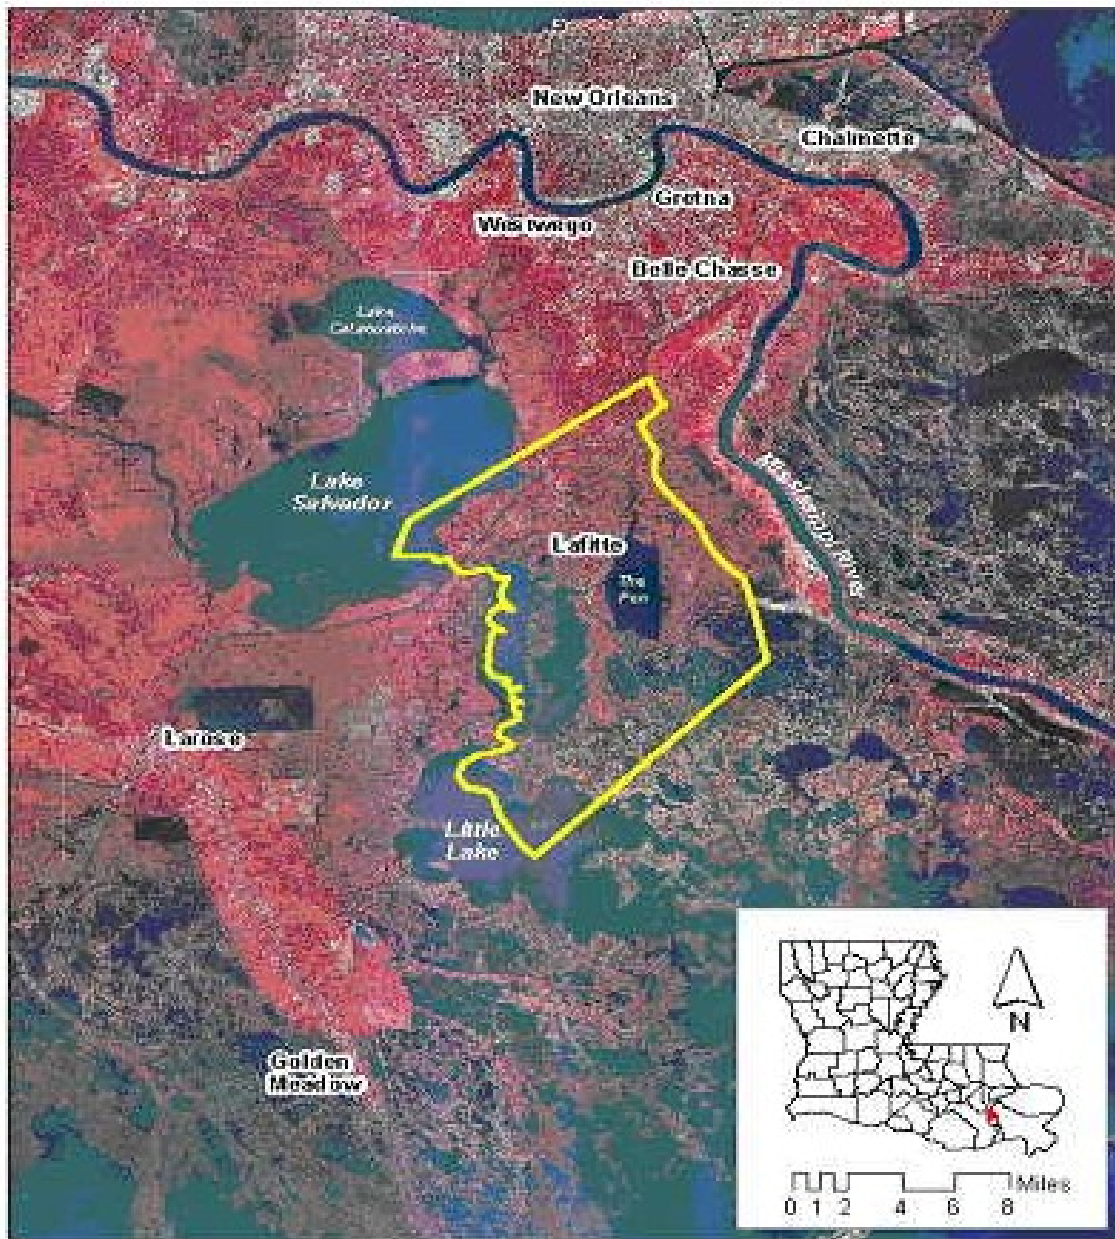 New Orleans
Chalmette
Gretna
Westwego
Belle Chasse
Lake
Cataouatche
Lake
Salvador
Mississippi River
Lafitte
The
Pen
Larose
Little
Lake
Golden
Meadow
N
0 1 2 4 6 8 Miles